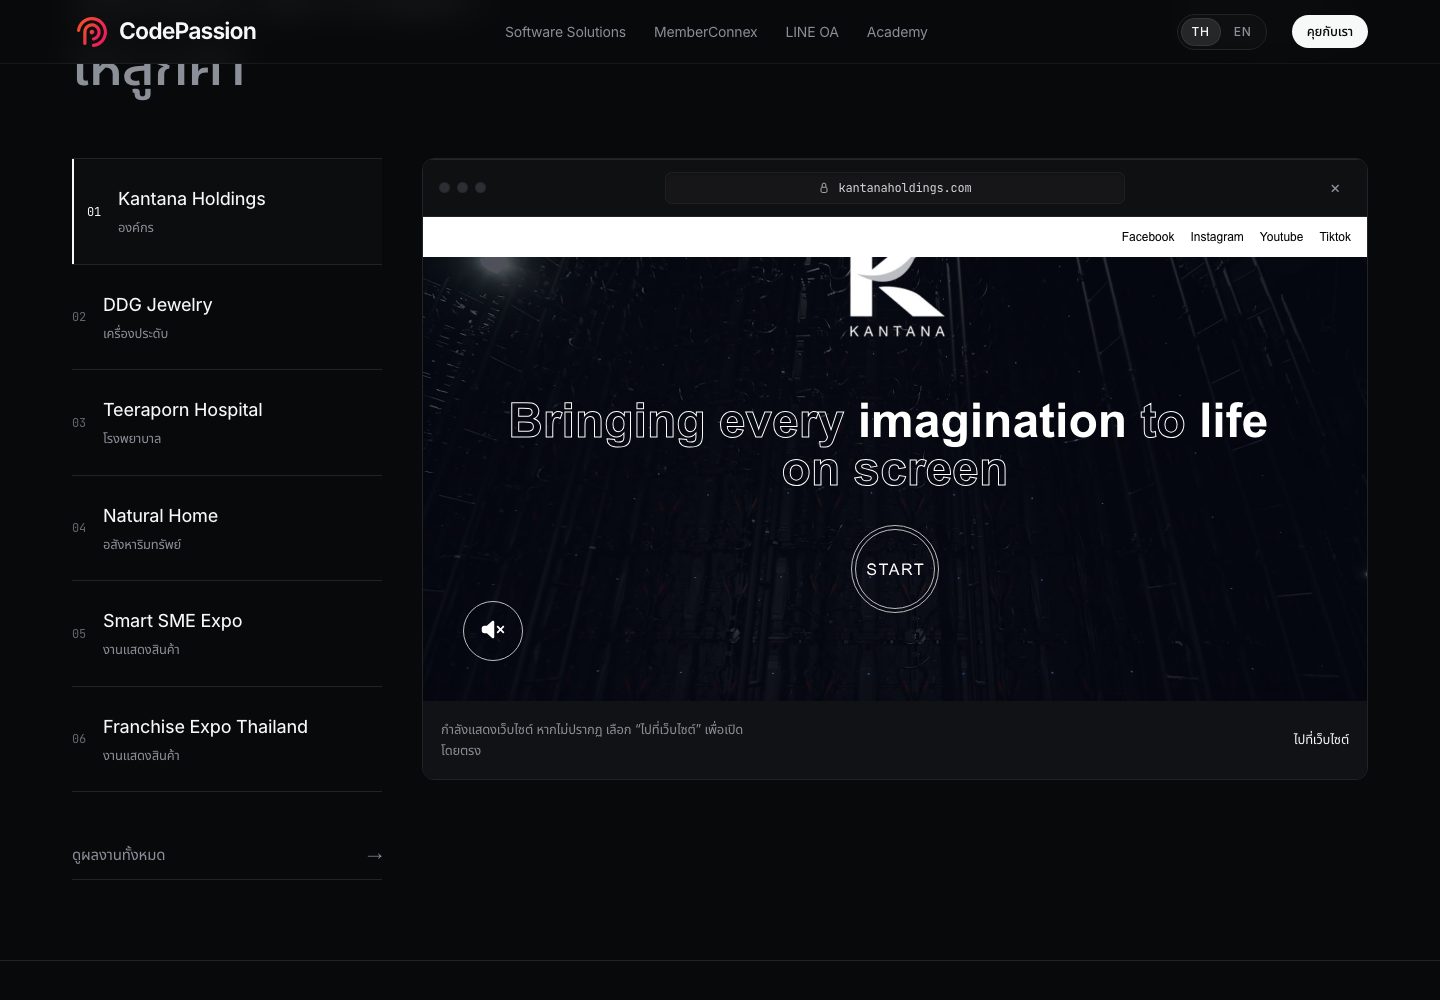 CodePassion
Software Solutions
MemberConnex
LINE OA
Academy
TH
EN
คุยกับเรา
ให้ลูกค้า
01
Kantana Holdings
องค์กร
02
DDG Jewelry
เครื่องประดับ
03
Teeraporn Hospital
โรงพยาบาล
04
Natural Home
อสังหาริมทรัพย์
05
Smart SME Expo
งานแสดงสินค้า
06
Franchise Expo Thailand
งานแสดงสินค้า
ดูผลงานทั้งหมด →
kantanaholdings.com
×
Facebook
Instagram
Youtube
Tiktok
KANTANA
Bringing every imagination to life
on screen
START
กำลังแสดงเว็บไซต์ หากไม่ปรากฏ เลือก “ไปที่เว็บไซต์” เพื่อเปิด
โดยตรง
ไปที่เว็บไซต์